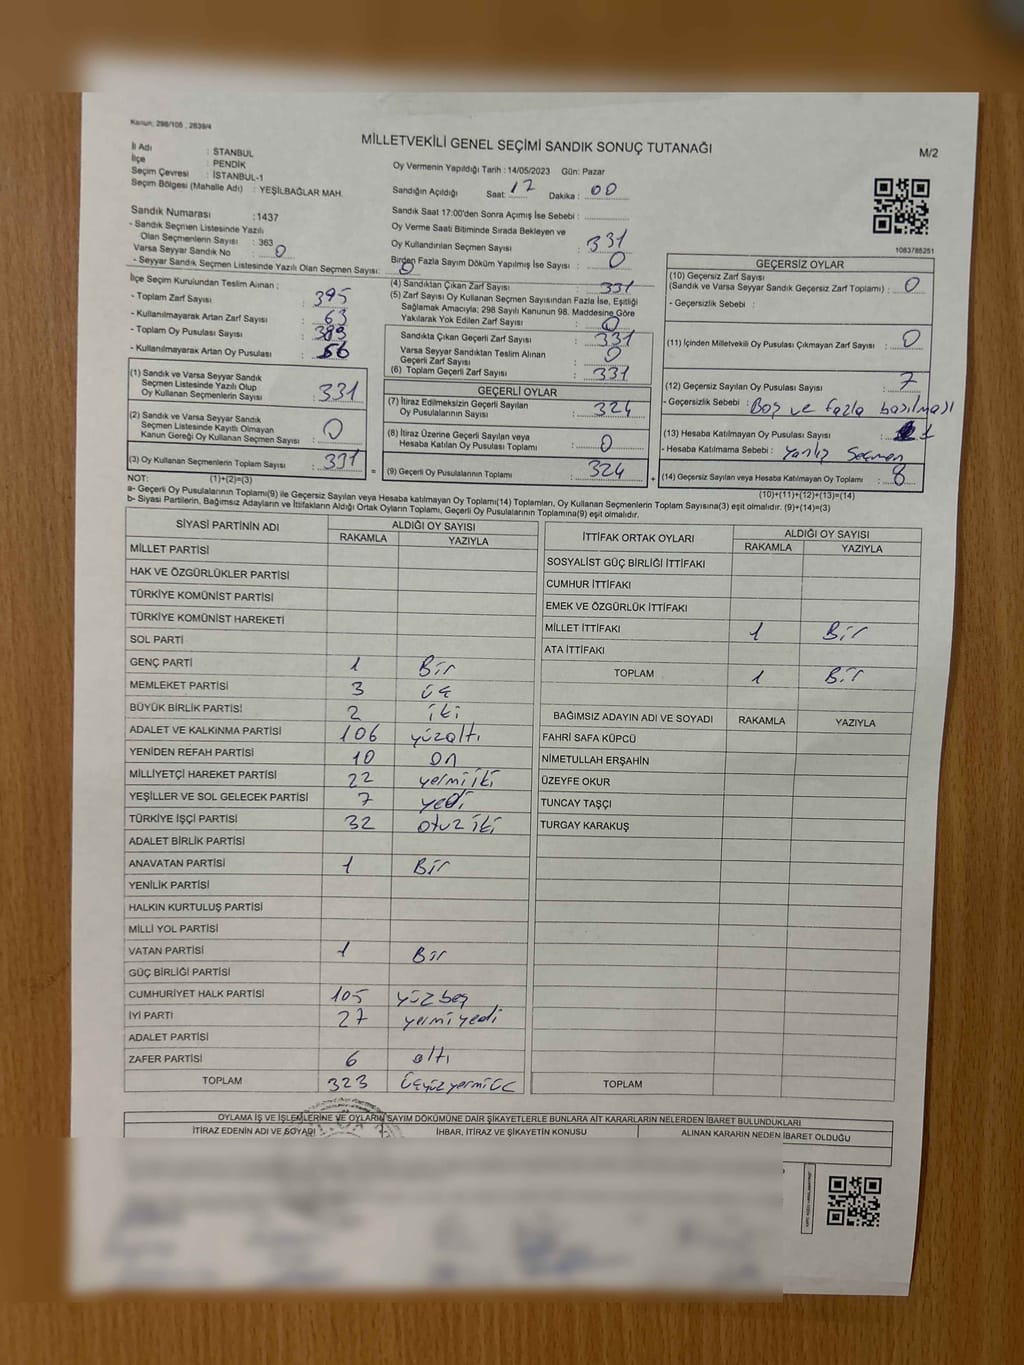 Kanun: 298/105 , 2839/4
MİLLETVEKİLİ GENEL SEÇİMİ SANDIK SONUÇ TUTANAĞI
M/2
İl Adı : İSTANBUL
İlçe : PENDİK
Seçim Çevresi : İSTANBUL-1
Seçim Bölgesi (Mahalle Adı) : YEŞİLBAĞLAR MAH.
Sandık Numarası : 1437
- Sandık Seçmen Listesinde Yazılı
Olan Seçmenlerin Sayısı : 363
Varsa Seyyar Sandık No : 0
- Seyyar Sandık Seçmen Listesinde Yazılı Olan Seçmen Sayısı: 0
İlçe Seçim Kurulundan Teslim Alınan :
- Toplam Zarf Sayısı : 395
- Kullanılmayarak Artan Zarf Sayısı : 63
- Toplam Oy Pusulası Sayısı : 389
- Kullanılmayarak Artan Oy Pusulası : 56
(1) Sandık ve Varsa Seyyar Sandık
Seçmen Listesinde Yazılı Olup
Oy Kullanan Seçmenlerin Sayısı : 331
(2) Sandık ve Varsa Seyyar Sandık
Seçmen Listesinde Kayıtlı Olmayan
Kanun Gereği Oy Kullanan Seçmen Sayısı : 0
(3) Oy Kullanan Seçmenlerin Toplam Sayısı : 331
Oy Vermenin Yapıldığı Tarih : 14/05/2023 Gün: Pazar
Sandığın Açıldığı Saat: 17 Dakika : 00
Sandık Saat 17:00'den Sonra Açımış İse Sebebi :
Oy Verme Saati Bitiminde Sırada Bekleyen ve
Oy Kullandırılan Seçmen Sayısı : 331
Birden Fazla Sayım Döküm Yapılmış İse Sayısı : 0
(4) Sandıktan Çıkan Zarf Sayısı : 331
(5) Zarf Sayısı Oy Kullanan Seçmen Sayısından Fazla İse, Eşitliği
Sağlamak Amacıyla; 298 Sayılı Kanunun 98. Maddesine Göre
Yakılarak Yok Edilen Zarf Sayısı : 0
Sandıkta Çıkan Geçerli Zarf Sayısı : 331
Varsa Seyyar Sandıktan Teslim Alınan
Geçerli Zarf Sayısı : 0
(6) Toplam Geçerli Zarf Sayısı : 331
GEÇERLİ OYLAR
(7) İtiraz Edilmeksizin Geçerli Sayılan
Oy Pusulalarının Sayısı : 324
(8) İtiraz Üzerine Geçerli Sayılan veya
Hesaba Katılan Oy Pusulaları Toplamı : 0
= (9) Geçerli Oy Pusulalarının Toplamı : 324 +
1083785251
GEÇERSİZ OYLAR
(10) Geçersiz Zarf Sayısı
(Sandık ve Varsa Seyyar Sandık Geçersiz Zarf Toplamı) : 0
- Geçersizlik Sebebi :
(11) İçinden Milletvekili Oy Pusulası Çıkmayan Zarf Sayısı : 0
(12) Geçersiz Sayılan Oy Pusulası Sayısı : 7
- Geçersizlik Sebebi : Boş ve fazla basılması
(13) Hesaba Katılmayan Oy Pusulası Sayısı : 1
- Hesaba Katılmama Sebebi : Yanlış Seçmen
(14) Geçersiz Sayılan veya Hesaba Katılmayan Oy Toplamı : 8
NOT: (1)+(2)=(3)
(10)+(11)+(12)+(13)=(14)
a- Geçerli Oy Pusulalarının Toplamı(9) ile Geçersiz Sayılan veya Hesaba katılmayan Oy Toplamı(14) Toplamları, Oy Kullanan Seçmenlerin Toplam Sayısına(3) eşit olmalıdır. (9)+(14)=(3)
b- Siyasi Partilerin, Bağımsız Adayların ve İttifakların Aldığı Ortak Oyların Toplamı, Geçerli Oy Pusulalarının Toplamına(9) eşit olmalıdır.
SİYASİ PARTİNİN ADI ALDIĞI OY SAYISI
RAKAMLA YAZIYLA
MİLLET PARTİSİ
HAK VE ÖZGÜRLÜKLER PARTİSİ
TÜRKİYE KOMÜNİST PARTİSİ
TÜRKİYE KOMÜNİST HAREKETİ
SOL PARTİ
GENÇ PARTİ 1 Bir
MEMLEKET PARTİSİ 3 üç
BÜYÜK BİRLİK PARTİSİ 2 iki
ADALET VE KALKINMA PARTİSİ 106 yüzaltı
YENİDEN REFAH PARTİSİ 10 on
MİLLİYETÇİ HAREKET PARTİSİ 22 yermi iki
YEŞİLLER VE SOL GELECEK PARTİSİ 7 yedi
TÜRKİYE İŞÇİ PARTİSİ 32 otuz iki
ADALET BİRLİK PARTİSİ
ANAVATAN PARTİSİ 1 Bir
YENİLİK PARTİSİ
HALKIN KURTULUŞ PARTİSİ
MİLLİ YOL PARTİSİ
VATAN PARTİSİ 1 Bir
GÜÇ BİRLİĞİ PARTİSİ
CUMHURİYET HALK PARTİSİ 105 yüz beş
İYİ PARTİ 27 yermi yedi
ADALET PARTİSİ
ZAFER PARTİSİ 6 altı
TOPLAM 323 üçyüzyermi üç
İTTİFAK ORTAK OYLARI ALDIĞI OY SAYISI
RAKAMLA YAZIYLA
SOSYALİST GÜÇ BİRLİĞİ İTTİFAKI
CUMHUR İTTİFAKI
EMEK VE ÖZGÜRLÜK İTTİFAKI
MİLLET İTTİFAKI 1 Bir
ATA İTTİFAKI
TOPLAM 1 Bir
BAĞIMSIZ ADAYIN ADI VE SOYADI RAKAMLA YAZIYLA
FAHRİ SAFA KÜPCÜ
NİMETULLAH ERŞAHİN
ÜZEYFE OKUR
TUNCAY TAŞÇI
TURGAY KARAKUŞ
TOPLAM
OYLAMA İŞ VE İŞLEMLERİNE VE OYLARIN SAYIM DÖKÜMÜNE DAİR ŞİKAYETLERLE BUNLARA AİT KARARLARIN NELERDEN İBARET BULUNDUKLARI
İTİRAZ EDENİN ADI VE SOYADI İHBAR, İTİRAZ VE ŞİKAYETİN KONUSU ALINAN KARARIN NEDEN İBARET OLDUĞU